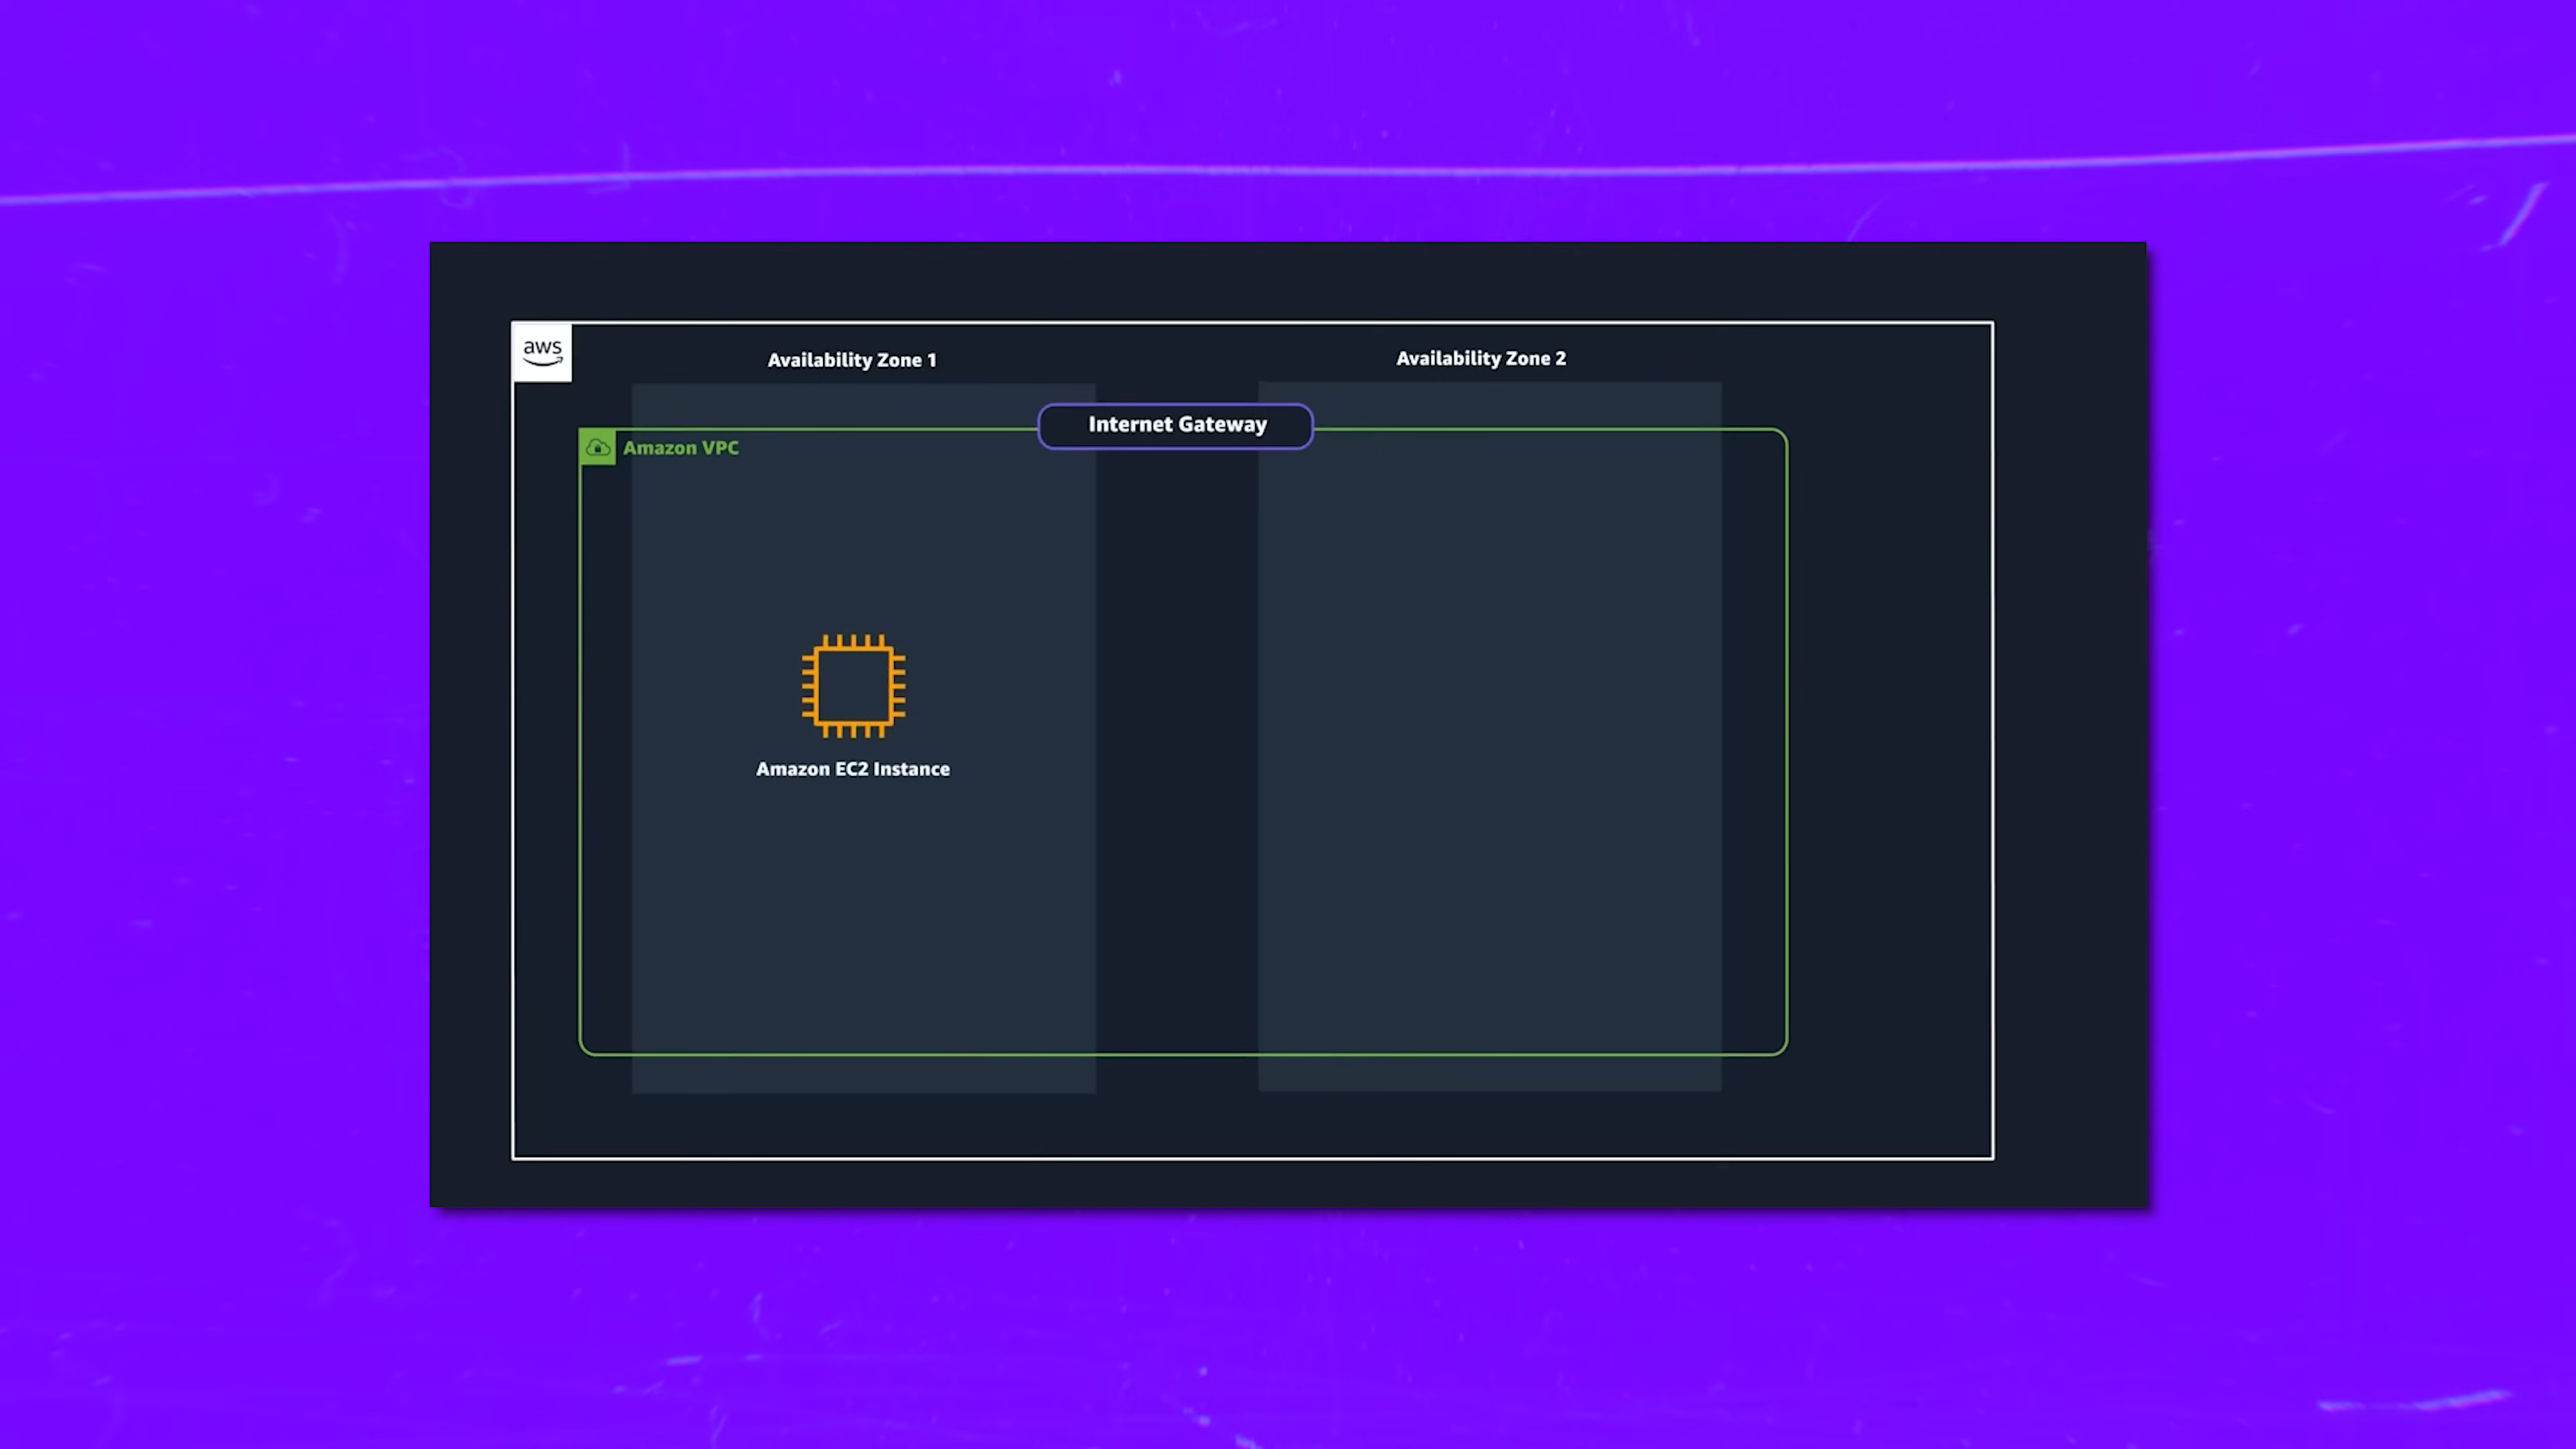 aws
Availability Zone 1
Availability Zone 2
Internet Gateway
Amazon VPC
Amazon EC2 Instance